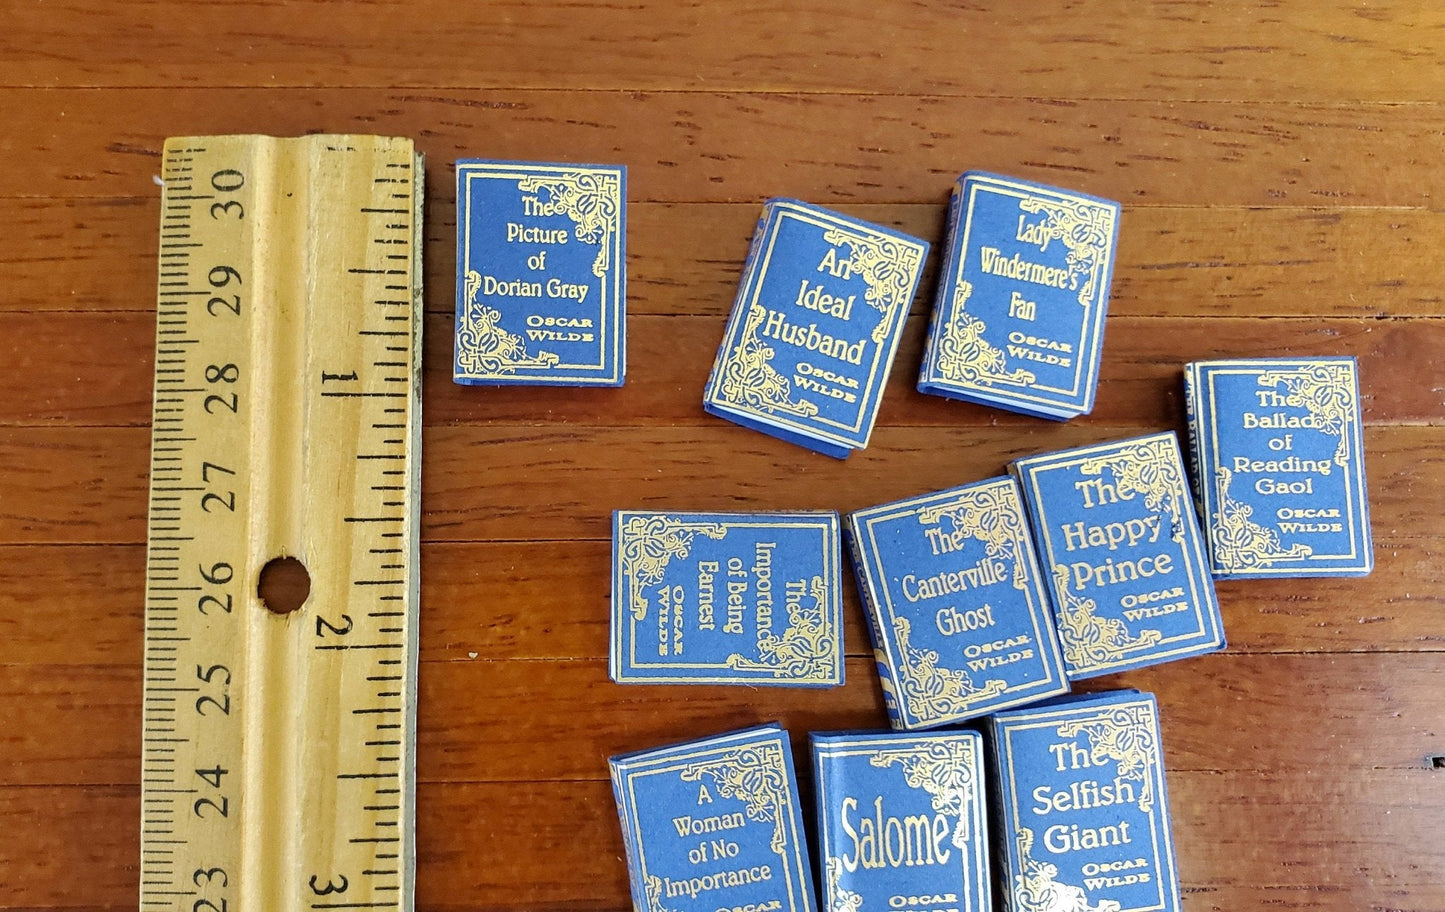 30
29
28
27
26
25
24
23
1
2
3
The
Picture
of
Dorian Gray
OSCAR
WILDE
An
Ideal
Husband
OSCAR
WILDE
Lady
Windermere's
Fan
OSCAR
WILDE
The
Ballad
of
Reading
Gaol
OSCAR
WILDE
The
Importance
of Being
Earnest
OSCAR
WILDE
The
Canterville
Ghost
OSCAR
WILDE
The
Happy
Prince
OSCAR
WILDE
A
Woman
of No
Importance
OSCAR
Salome
OSCAR
WILDE
The
Selfish
Giant
OSCAR
WILDE